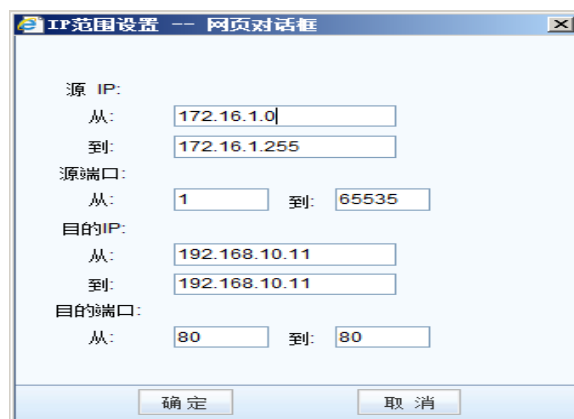 IP范围设置 -- 网页对话框
源 IP:
从: 172.16.1.0
到: 172.16.1.255
源端口:
从: 1 到: 65535
目的IP:
从: 192.168.10.11
到: 192.168.10.11
目的端口:
从: 80 到: 80
确定 取消